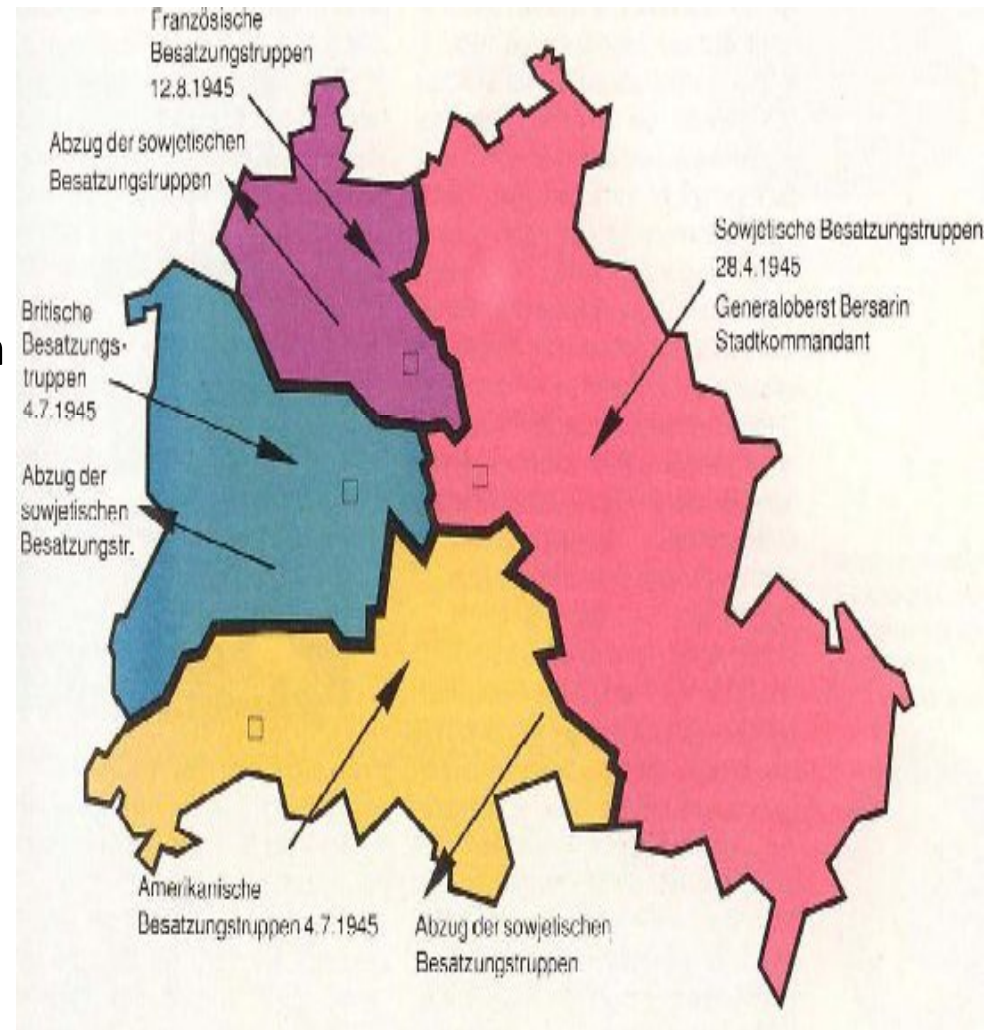 Französische
Besatzungstruppen
12.8.1945
Abzug der sowjetischen
Besatzungstruppen
Sowjetische Besatzungstruppen
28.4.1945
Generaloberst Bersarin
Stadtkommandant
Britische
Besatzungs-
truppen
4.7.1945
Abzug der
sowjetischen
Besatzungstr.
Amerikanische
Besatzungstruppen 4.7.1945
Abzug der sowjetischen
Besatzungstruppen